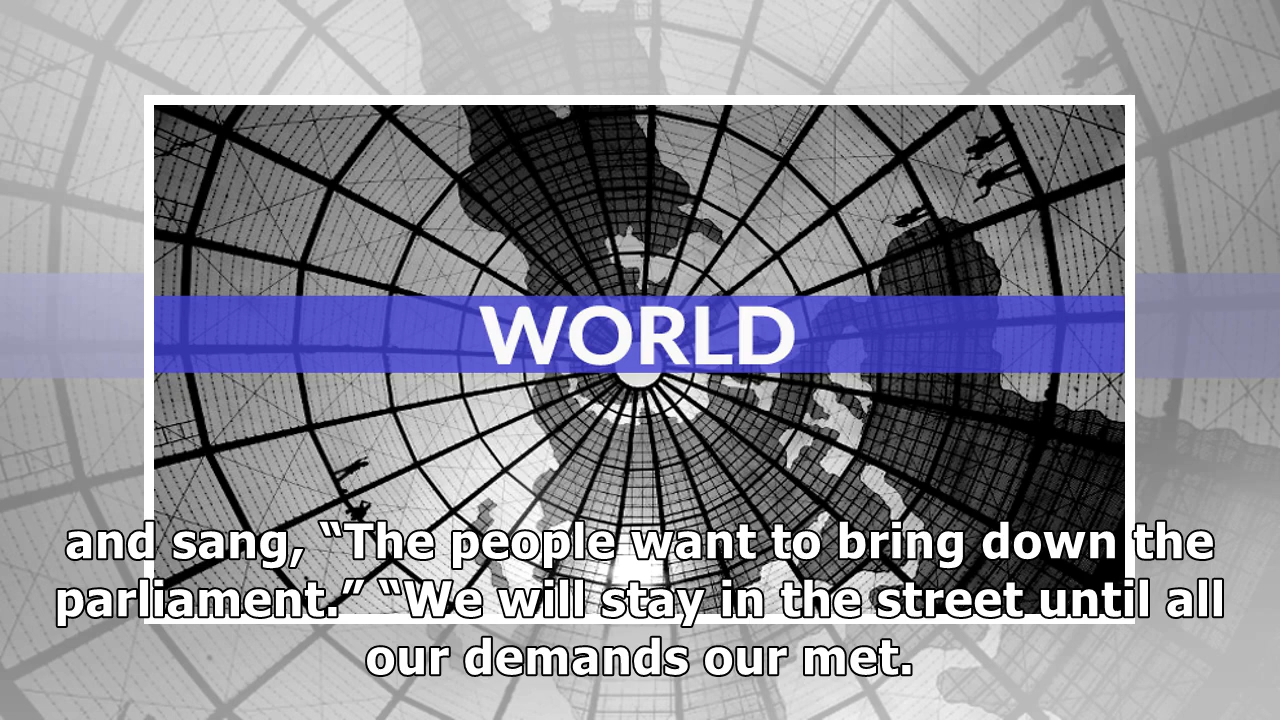 WORLD
and sang, “The people want to bring down the
parliament.” “We will stay in the street until all
our demands our met.